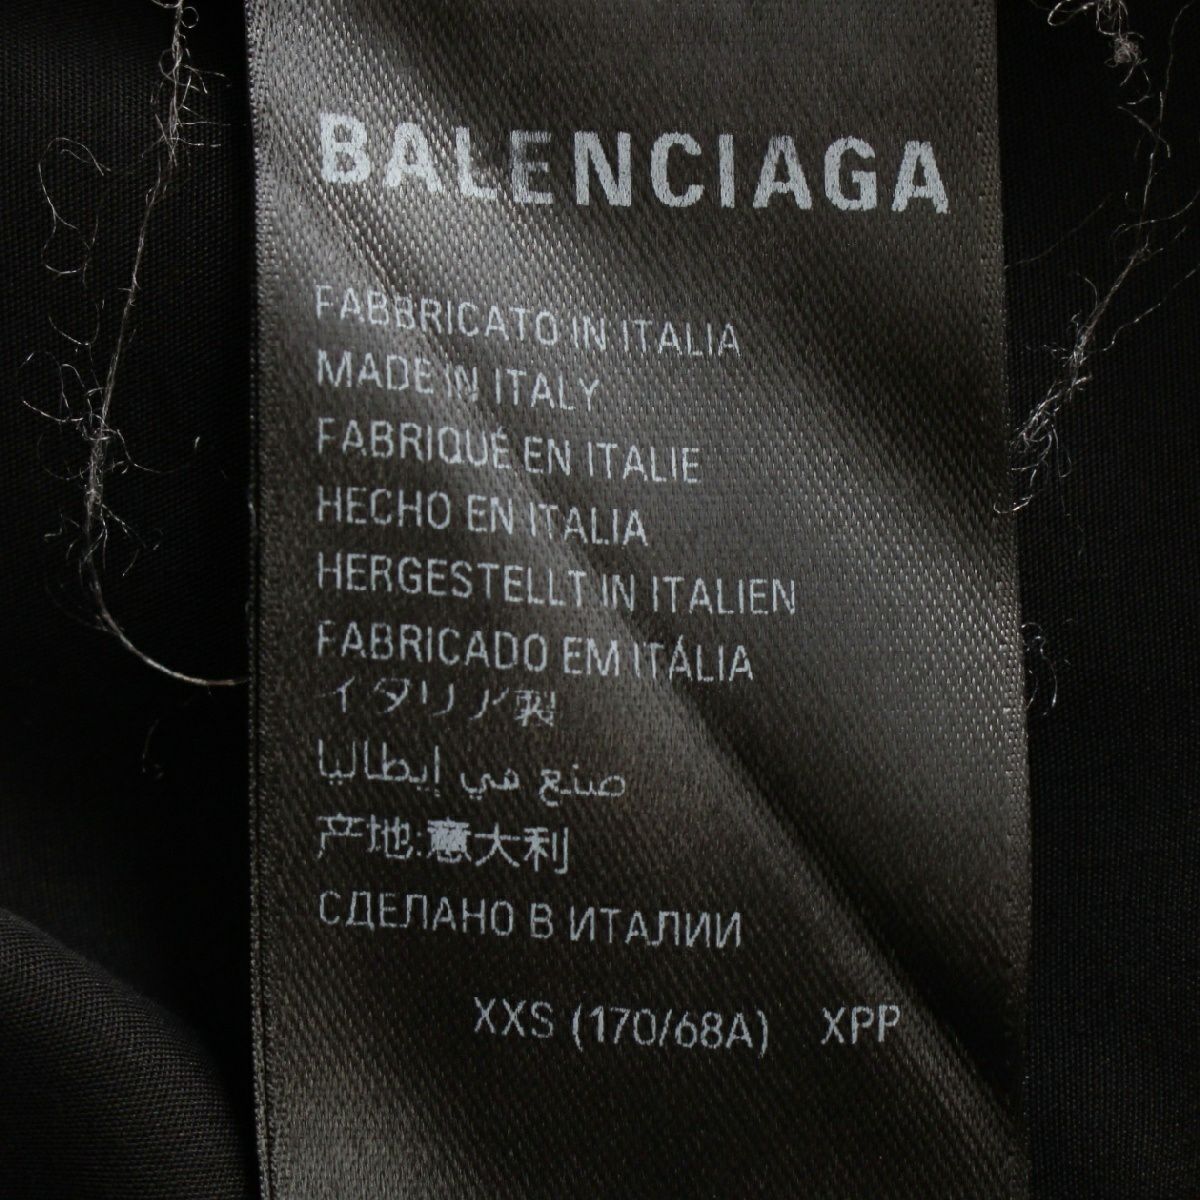 BALENCIAGA
FABBRICATO IN ITALIA
MADE IN ITALY
FABRIQUÉ EN ITALIE
HECHO EN ITALIA
HERGESTELLT IN ITALIEN
FABRICADO EM ITÁLIA
イタリア製
صنع في إيطاليا
产地:意大利
СДЕЛАНО В ИТАЛИИ
XXS (170/68A) XPP